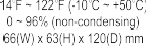 14°F ~ 122°F (-10°C ~ +50°C)
0 ~ 96% (non-condensing)
66(W) x 63(H) x 120(D) mm